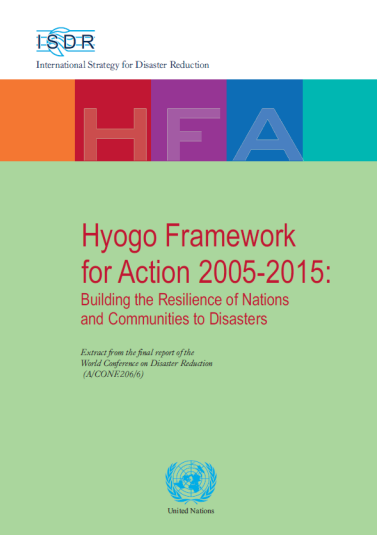 ISDR
International Strategy for Disaster Reduction
HFA
Hyogo Framework
for Action 2005-2015:
Building the Resilience of Nations
and Communities to Disasters
Extract from the final report of the
World Conference on Disaster Reduction
(A/CONF.206/6)
United Nations